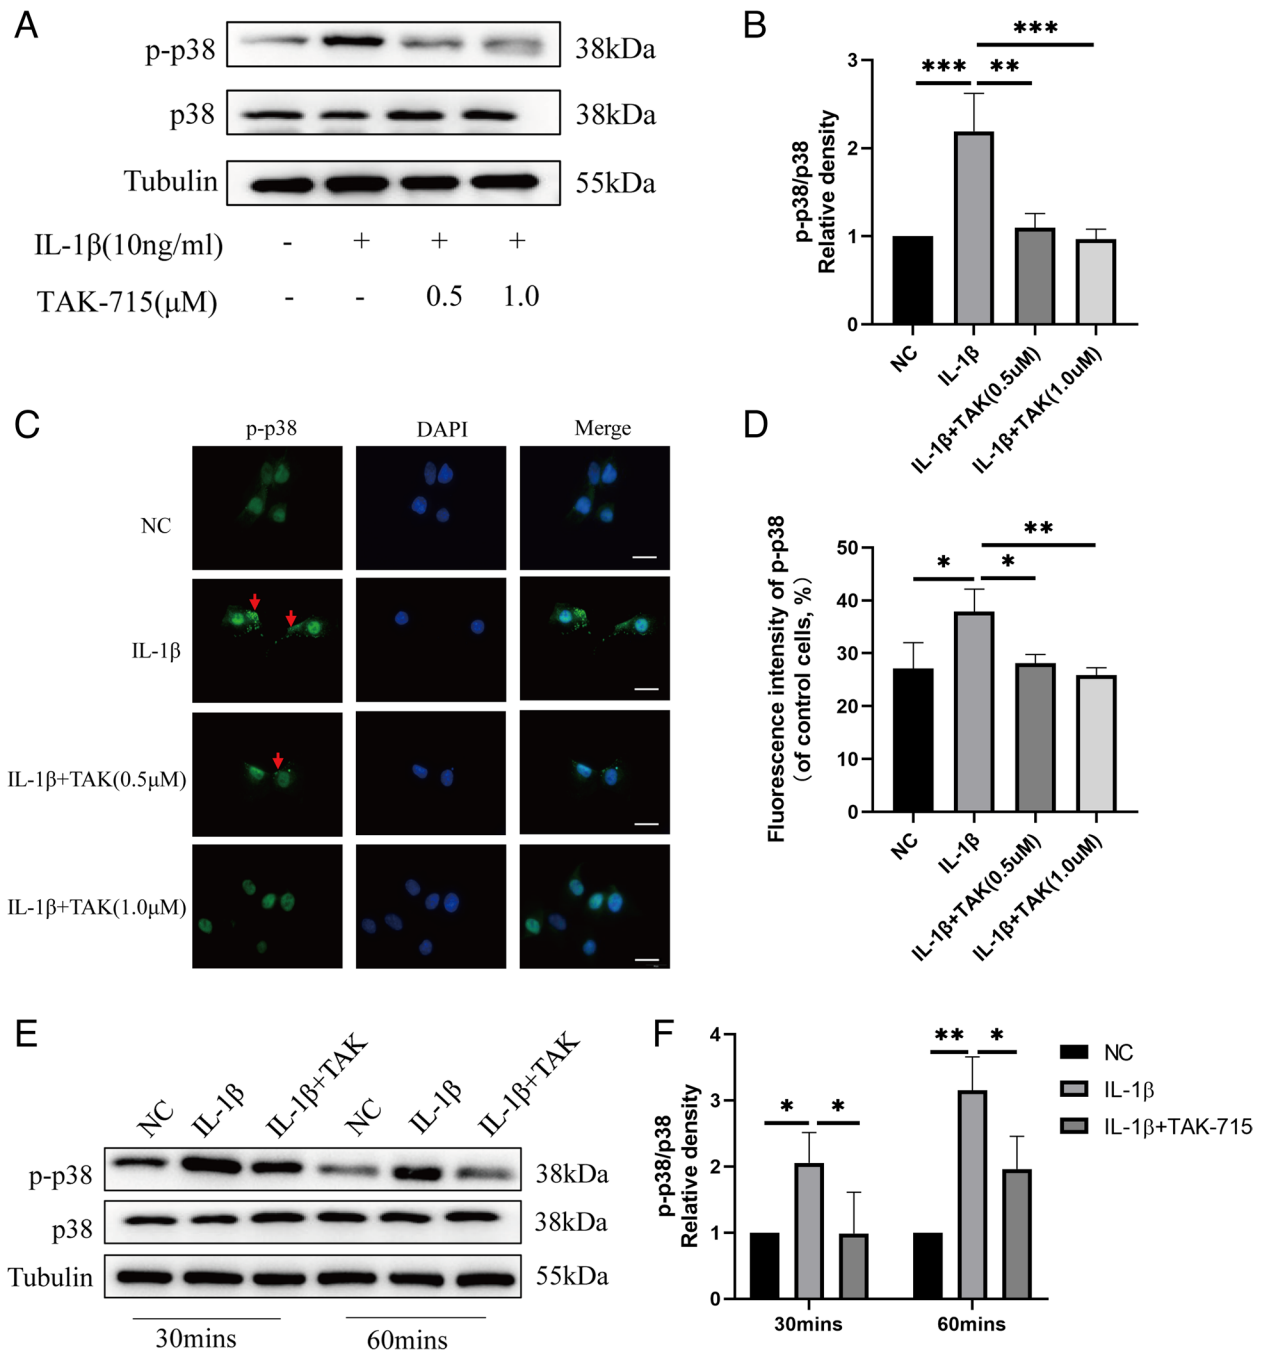 A
p-p38
38kDa
p38
38kDa
Tubulin
55kDa
IL-1β(10ng/ml)
- + + +
TAK-715(μM)
- - 0.5 1.0
B
p-p38/p38
Relative density
3
2
1
0
*** **
***
NC
IL-1β
IL-1β+TAK(0.5uM)
IL-1β+TAK(1.0uM)
C
p-p38 DAPI Merge
NC
IL-1β
IL-1β+TAK(0.5μM)
IL-1β+TAK(1.0μM)
D
Fluorescence intensity of p-p38
(of control cells, %)
50
40
30
20
10
0
* *
**
NC
IL-1β
IL-1β+TAK(0.5uM)
IL-1β+TAK(1.0uM)
E
NC IL-1β IL-1β+TAK NC IL-1β IL-1β+TAK
p-p38
38kDa
p38
38kDa
Tubulin
55kDa
30mins 60mins
F
p-p38/p38
Relative density
4
3
2
1
0
* *
** *
30mins 60mins
NC
IL-1β
IL-1β+TAK-715